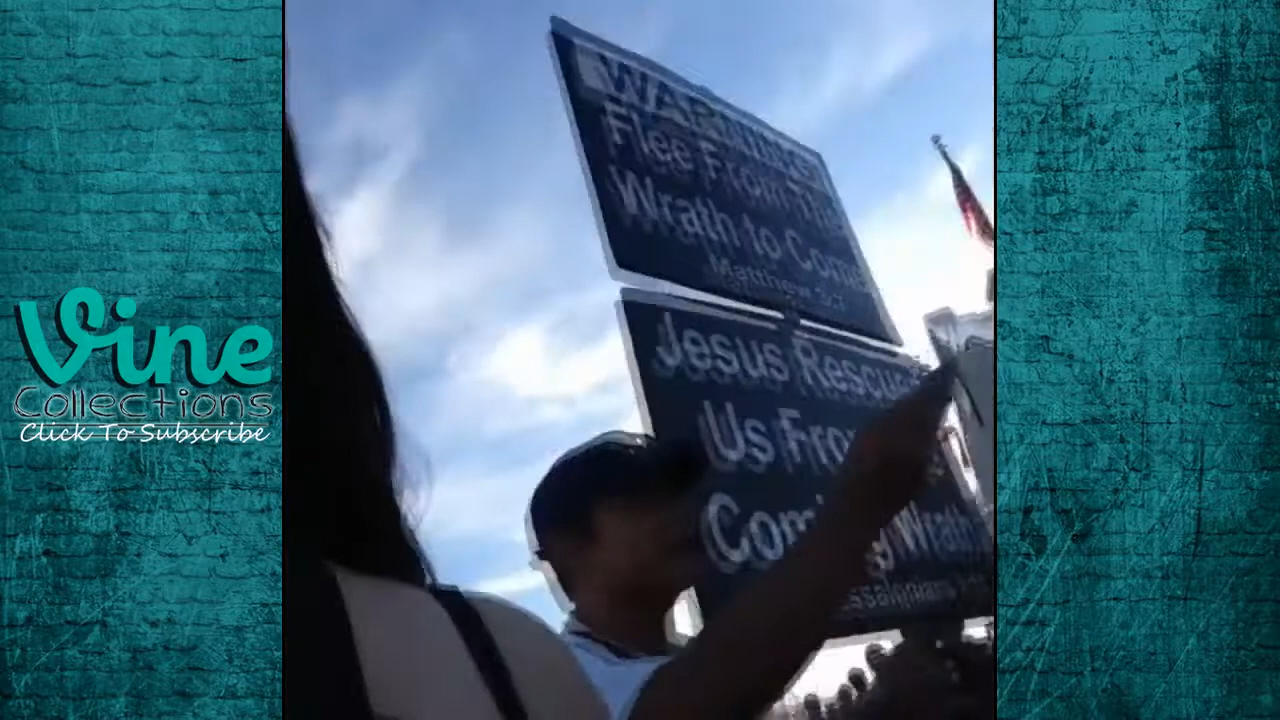 Vine
Collections
Click To Subscribe
WARNING
Flee From The
Wrath to Come
Matthew 3:7
Jesus Rescues
Us From
Coming Wrath